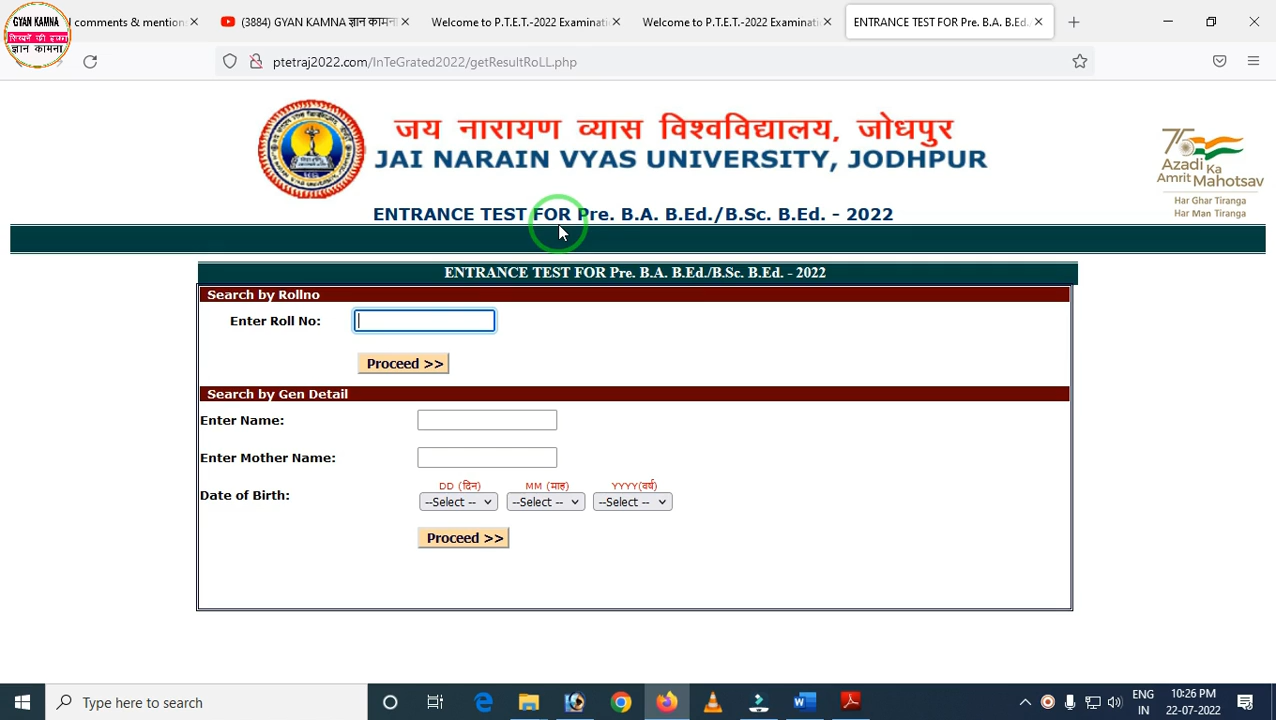 GYAN KAMNA
सिखने की इच्छा
ज्ञान कामना
l comments & mention
(3884) GYAN KAMNA ज्ञान कामना
Welcome to P.T.E.T.-2022 Examinati
Welcome to P.T.E.T.-2022 Examinati
ENTRANCE TEST FOR Pre. B.A. B.Ed.
ptetraj2022.com/InTeGrated2022/getResultRoLL.php
जय नारायण व्यास विश्वविद्यालय, जोधपुर
JAI NARAIN VYAS UNIVERSITY, JODHPUR
75
Azadi
Ka
Amrit Mahotsav
Har Ghar Tiranga
Har Man Tiranga
ENTRANCE TEST FOR Pre. B.A. B.Ed./B.Sc. B.Ed. - 2022
ENTRANCE TEST FOR Pre. B.A. B.Ed./B.Sc. B.Ed. - 2022
Search by Rollno
Enter Roll No:
Proceed >>
Search by Gen Detail
Enter Name:
Enter Mother Name:
DD (दिन) MM (माह) YYYY(वर्ष)
Date of Birth: --Select -- --Select -- --Select --
Proceed >>
Type here to search
ENG 10:26 PM
IN 22-07-2022